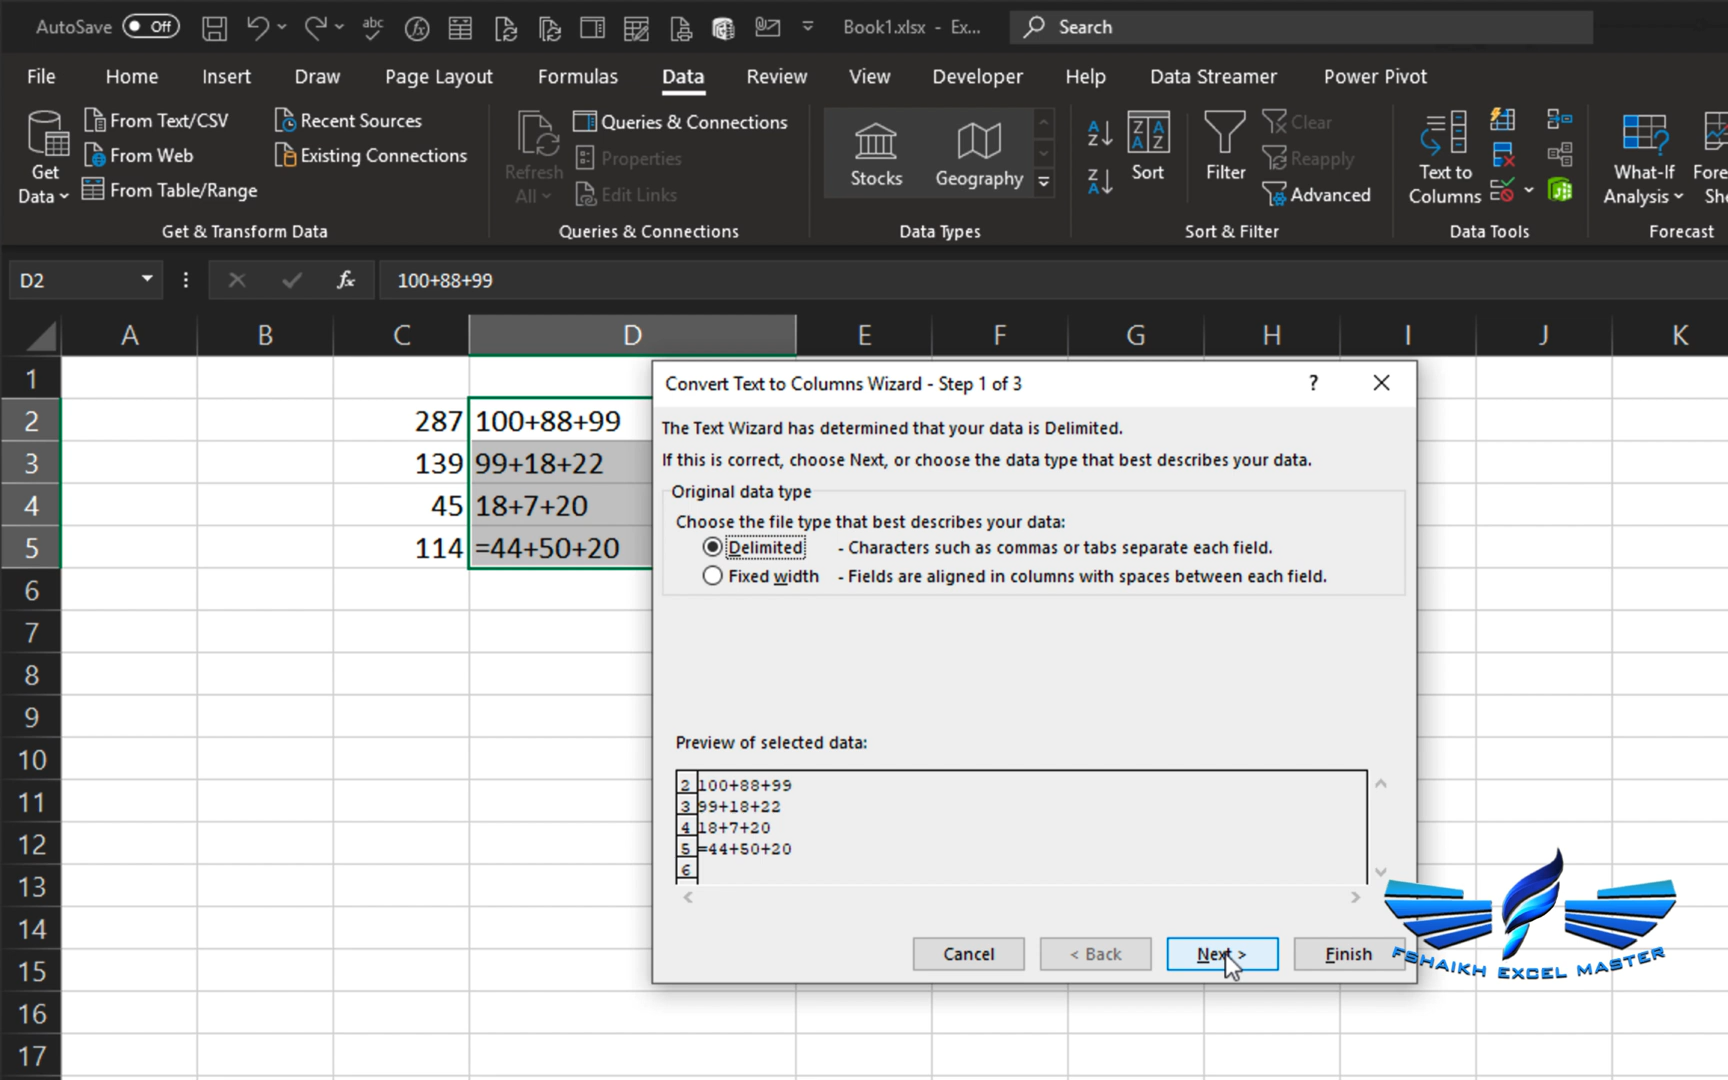 AutoSave Off abc Book1.xlsx - Ex... Search
File Home Insert Draw Page Layout Formulas Data Review View Developer Help Data Streamer Power Pivot
Get Data
From Text/CSV
From Web
From Table/Range
Recent Sources
Existing Connections
Get & Transform Data
Refresh All
Queries & Connections
Properties
Edit Links
Queries & Connections
Stocks
Geography
Data Types
Sort
Filter
Clear
Reapply
Advanced
Sort & Filter
Text to Columns
Data Tools
What-If Analysis
Fore
She
Forecast
D2 fx 100+88+99
A B C D E F G H I J K
1
2 287 100+88+99
3 139 99+18+22
4 45 18+7+20
5 114 =44+50+20
6
7
8
9
10
11
12
13
14
15
16
17
Convert Text to Columns Wizard - Step 1 of 3 ?
The Text Wizard has determined that your data is Delimited.
If this is correct, choose Next, or choose the data type that best describes your data.
Original data type
Choose the file type that best describes your data:
Delimited - Characters such as commas or tabs separate each field.
Fixed width - Fields are aligned in columns with spaces between each field.
Preview of selected data:
2 100+88+99
3 99+18+22
4 18+7+20
5 =44+50+20
6
Cancel < Back Next > Finish
FSHAIKH EXCEL MASTER